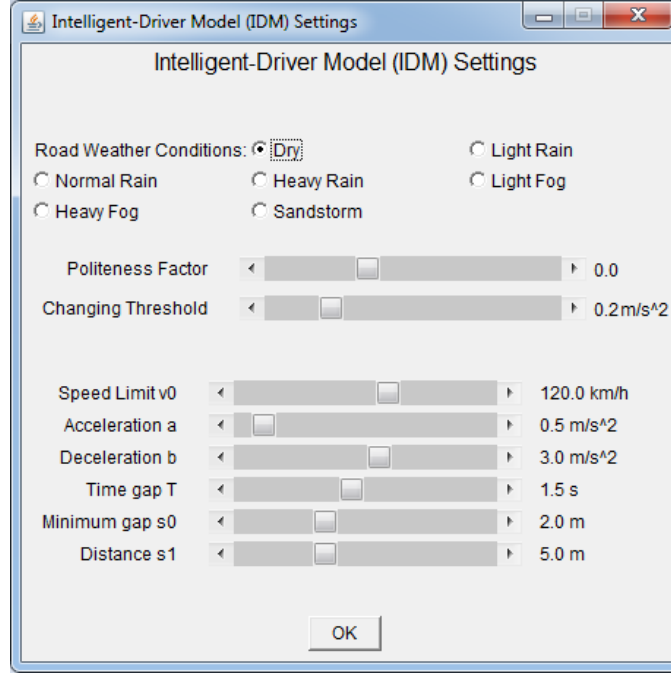 Intelligent-Driver Model (IDM) Settings
Intelligent-Driver Model (IDM) Settings
Road Weather Conditions: Dry Light Rain
Normal Rain Heavy Rain Light Fog
Heavy Fog Sandstorm
Politeness Factor 0.0
Changing Threshold 0.2m/s^2
Speed Limit v0 120.0 km/h
Acceleration a 0.5 m/s^2
Deceleration b 3.0 m/s^2
Time gap T 1.5 s
Minimum gap s0 2.0 m
Distance s1 5.0 m
OK